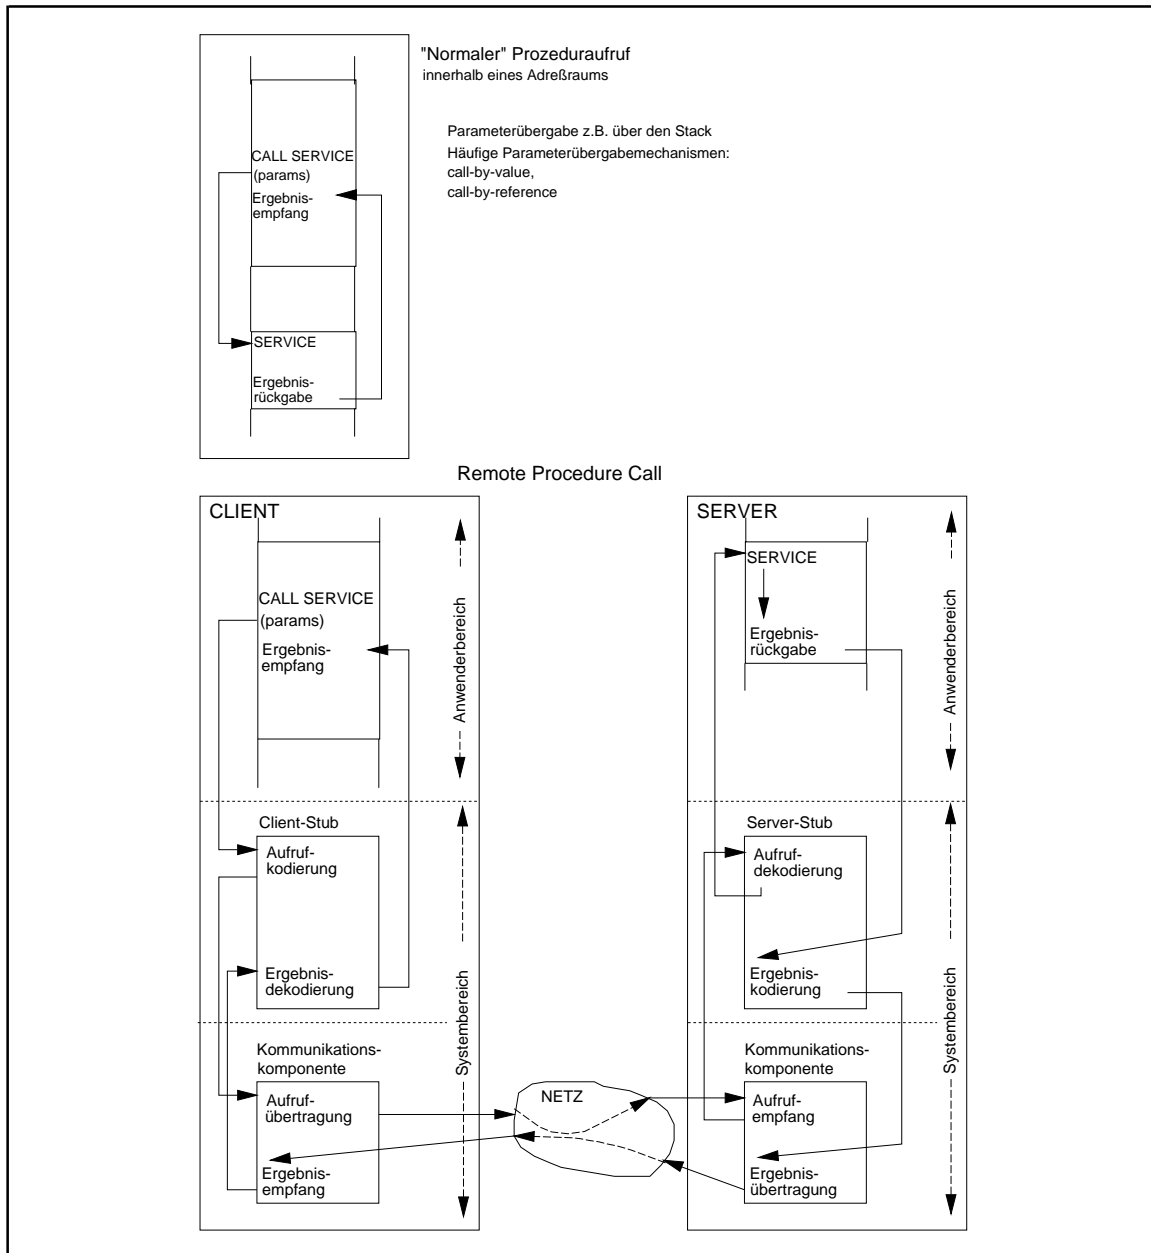 "Normaler" Prozeduraufruf
innerhalb eines Adreßraums
Parameterübergabe z.B. über den Stack
Häufige Parameterübergabemechanismen:
call-by-value,
call-by-reference
CALL SERVICE
(params)
Ergebnis-
empfang
SERVICE
Ergebnis-
rückgabe
Remote Procedure Call
CLIENT
CALL SERVICE
(params)
Ergebnis-
empfang
Anwenderbereich
Client-Stub
Aufruf-
kodierung
Ergebnis-
dekodierung
Systembereich
Kommunikations-
komponente
Aufruf-
übertragung
Ergebnis-
empfang
NETZ
SERVER
SERVICE
Ergebnis-
rückgabe
Anwenderbereich
Server-Stub
Aufruf-
dekodierung
Ergebnis-
kodierung
Systembereich
Kommunikations-
komponente
Aufruf-
empfang
Ergebnis-
übertragung